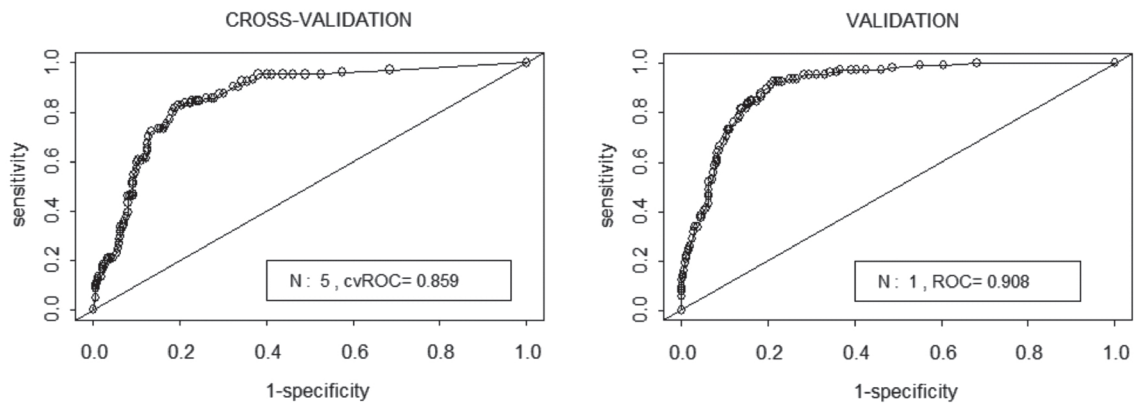 CROSS-VALIDATION
sensitivity
1.0
0.8
0.6
0.4
0.2
0.0
N : 5 , cvROC= 0.859
0.0 0.2 0.4 0.6 0.8 1.0
1-specificity
VALIDATION
sensitivity
1.0
0.8
0.6
0.4
0.2
0.0
N : 1 , ROC= 0.908
0.0 0.2 0.4 0.6 0.8 1.0
1-specificity